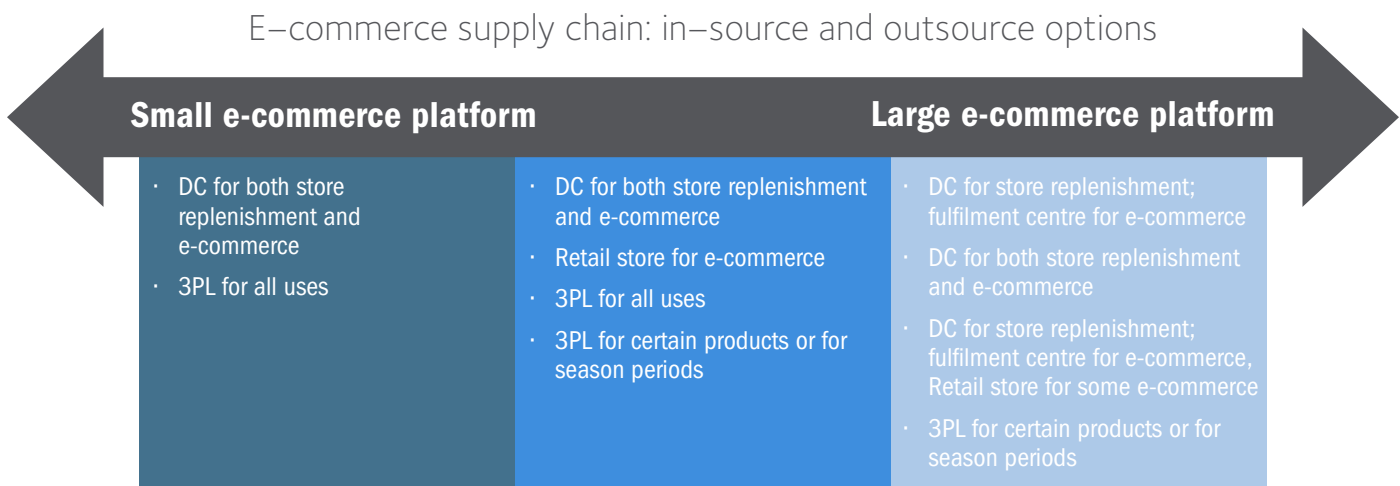 E–commerce supply chain: in–source and outsource options
Small e-commerce platform
Large e-commerce platform
· DC for both store
replenishment and
e-commerce
· 3PL for all uses
· DC for both store replenishment
and e-commerce
· Retail store for e-commerce
· 3PL for all uses
· 3PL for certain products or for
season periods
· DC for store replenishment;
fulfilment centre for e-commerce
· DC for both store replenishment
and e-commerce
· DC for store replenishment;
fulfilment centre for e-commerce,
Retail store for some e-commerce
· 3PL for certain products or for
season periods